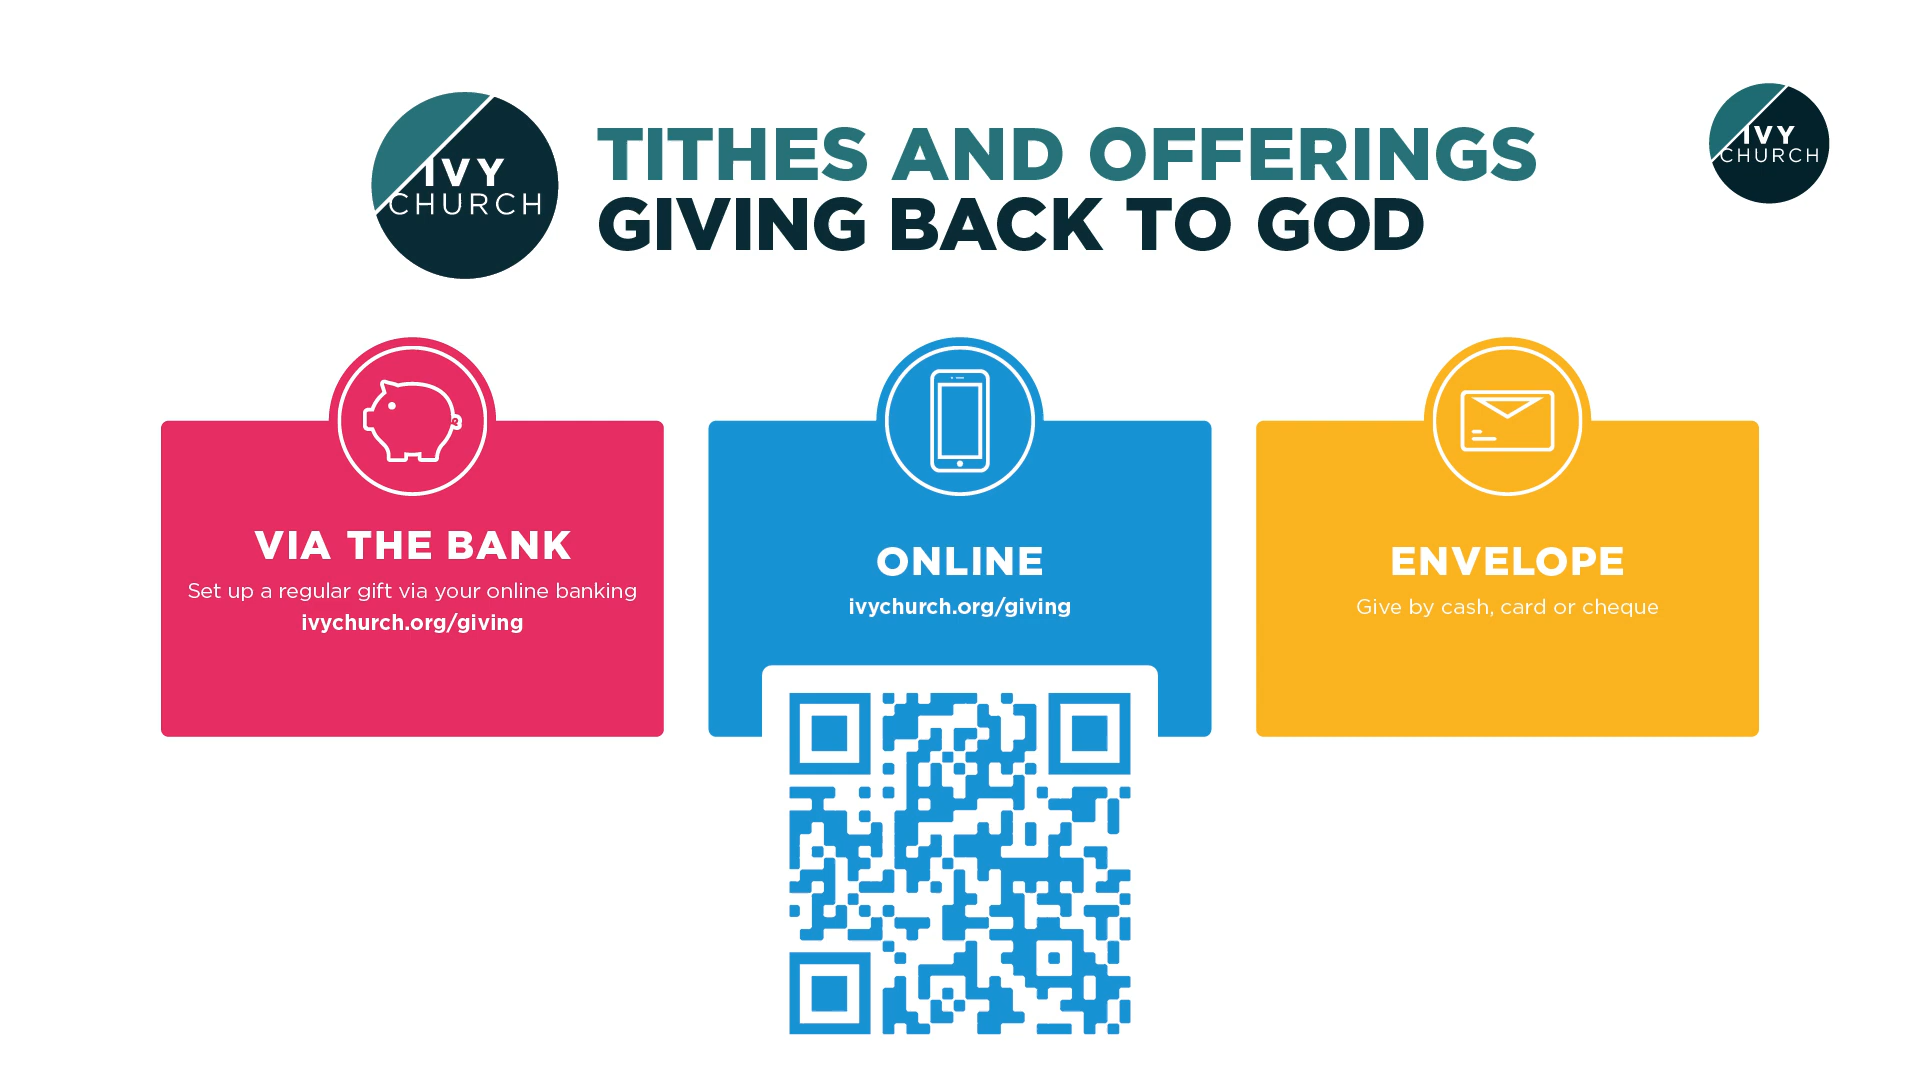 IVY
CHURCH
TITHES AND OFFERINGS
GIVING BACK TO GOD
IVY
CHURCH
VIA THE BANK
Set up a regular gift via your online banking
ivychurch.org/giving
ONLINE
ivychurch.org/giving
ENVELOPE
Give by cash, card or cheque